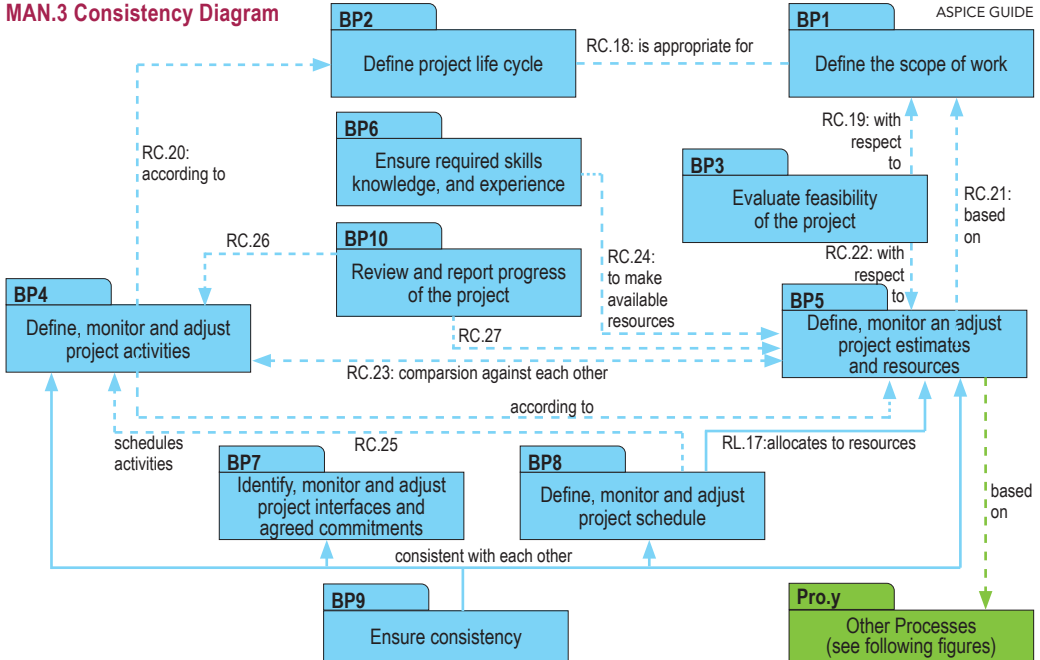 MAN.3 Consistency Diagram
ASPICE GUIDE
BP2
Define project life cycle
RC.18: is appropriate for
BP1
Define the scope of work
RC.20:
according to
BP6
Ensure required skills
knowledge, and experience
RC.19: with
respect
to
BP3
Evaluate feasibility
of the project
RC.21:
based
on
RC.26
BP10
Review and report progress
of the project
RC.24:
to make
available
resources
RC.22: with
respect
to
BP4
Define, monitor and adjust
project activities
RC.27
BP5
Define, monitor an adjust
project estimates
and resources
RC.23: comparsion against each other
according to
schedules
activities
RC.25
RL.17:allocates to resources
BP7
Identify, monitor and adjust
project interfaces and
agreed commitments
BP8
Define, monitor and adjust
project schedule
based
on
consistent with each other
BP9
Ensure consistency
Pro.y
Other Processes
(see following figures)